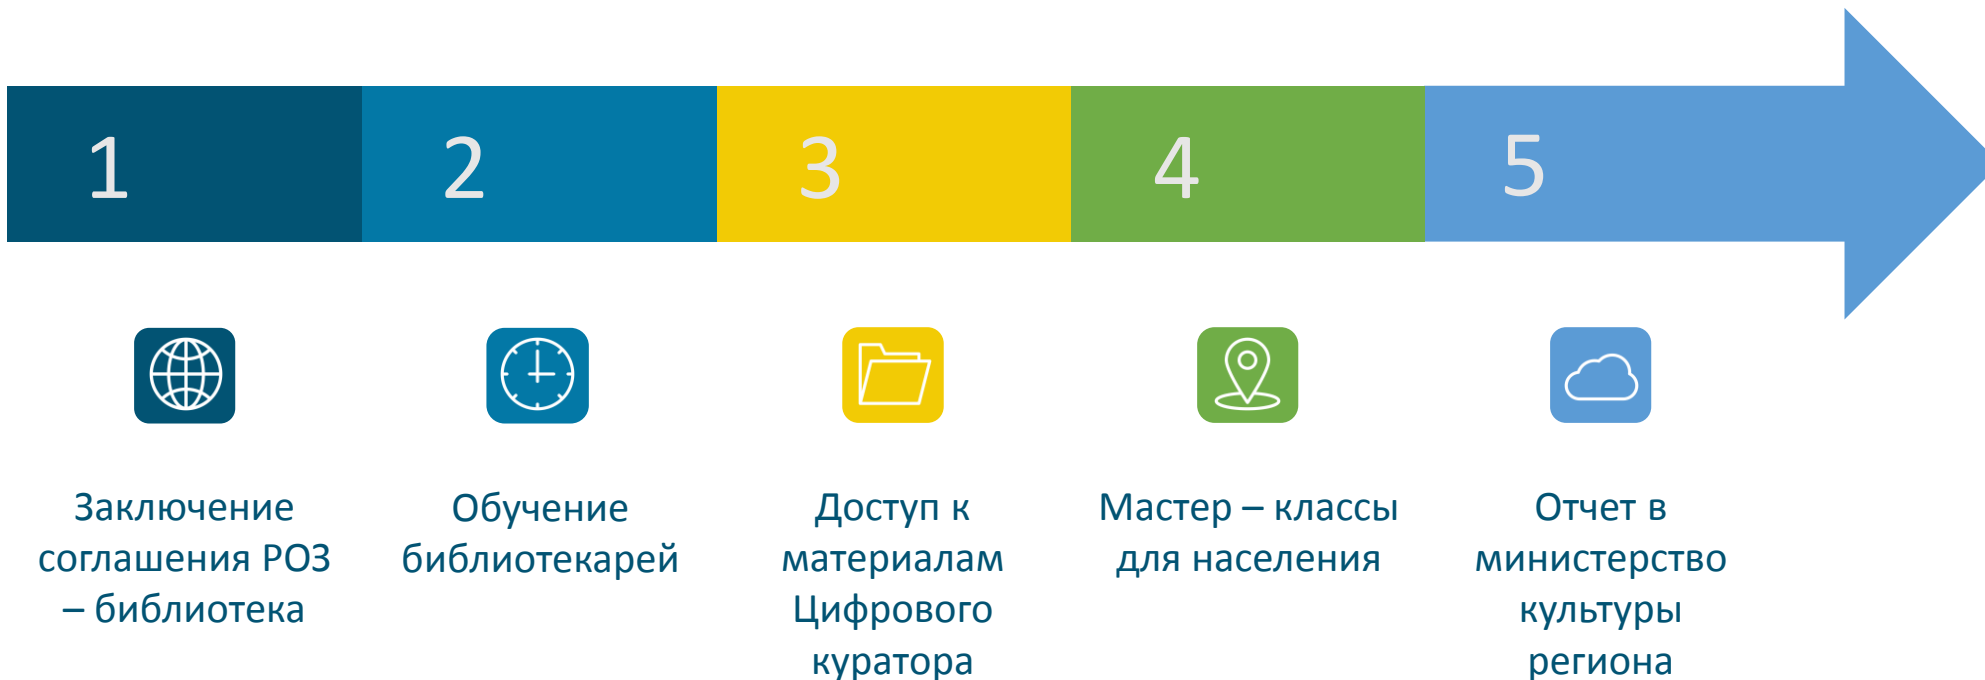 1
2
3
4
5
Заключение
соглашения РОЗ
– библиотека
Обучение
библиотекарей
Доступ к
материалам
Цифрового
куратора
Мастер – классы
для населения
Отчет в
министерство
культуры
региона